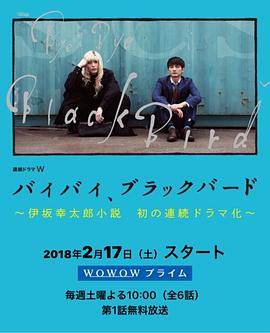 Bye Bye
Black Bird
連続ドラマW
バイバイ、ブラックバード
～伊坂幸太郎小説 初の連続ドラマ化～
2018年2月17日（土）スタート
WOWOWプライム
毎週土曜よる10:00（全6話）
第1話無料放送